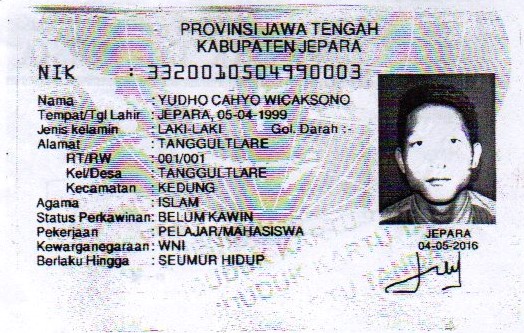 PROVINSI JAWA TENGAH
KABUPATEN JEPARA
NIK : 3320010504990003
Nama : YUDHO CAHYO WICAKSONO
Tempat/Tgl Lahir : JEPARA, 05-04-1999
Jenis kelamin : LAKI-LAKI Gol. Darah :-
Alamat : TANGGULTLARE
RT/RW : 001/001
Kel/Desa : TANGGULTLARE
Kecamatan : KEDUNG
Agama : ISLAM
Status Perkawinan: BELUM KAWIN
Pekerjaan : PELAJAR/MAHASISWA
Kewarganegaraan: WNI
Berlaku Hingga : SEUMUR HIDUP
JEPARA
04-05-2016